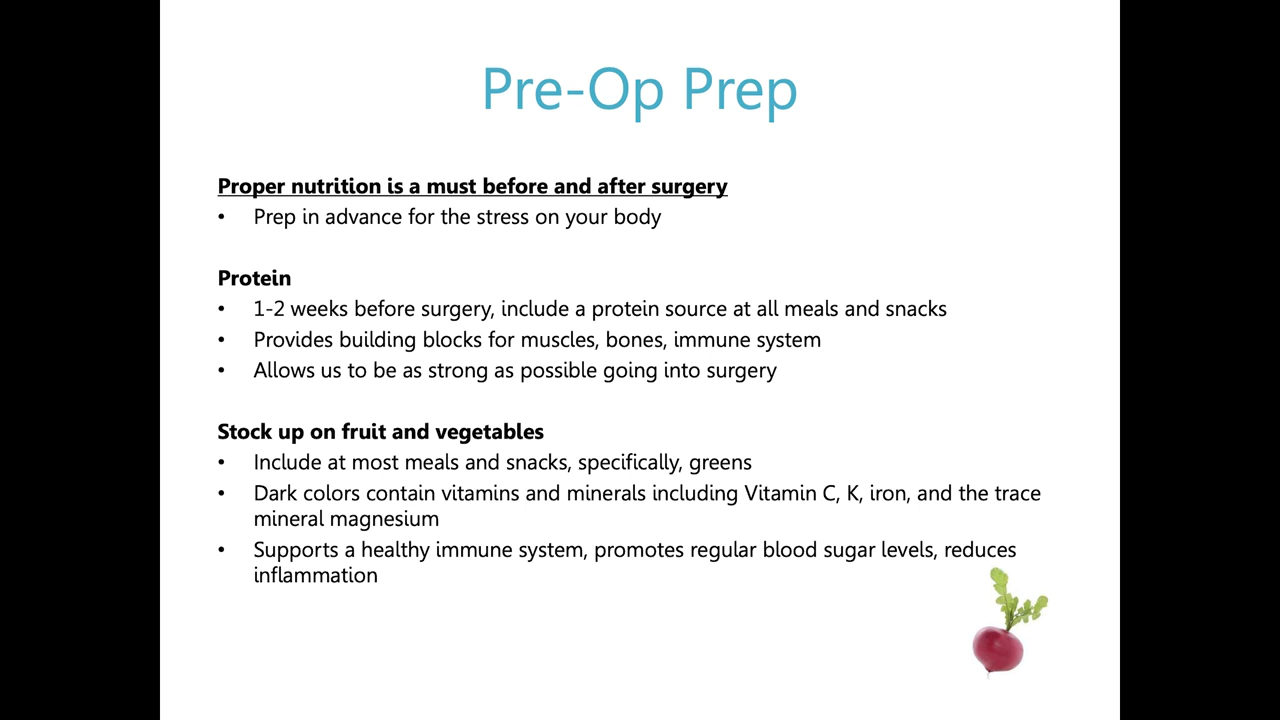 Pre-Op Prep
Proper nutrition is a must before and after surgery
• Prep in advance for the stress on your body
Protein
• 1-2 weeks before surgery, include a protein source at all meals and snacks
• Provides building blocks for muscles, bones, immune system
• Allows us to be as strong as possible going into surgery
Stock up on fruit and vegetables
• Include at most meals and snacks, specifically, greens
• Dark colors contain vitamins and minerals including Vitamin C, K, iron, and the trace
mineral magnesium
• Supports a healthy immune system, promotes regular blood sugar levels, reduces
inflammation